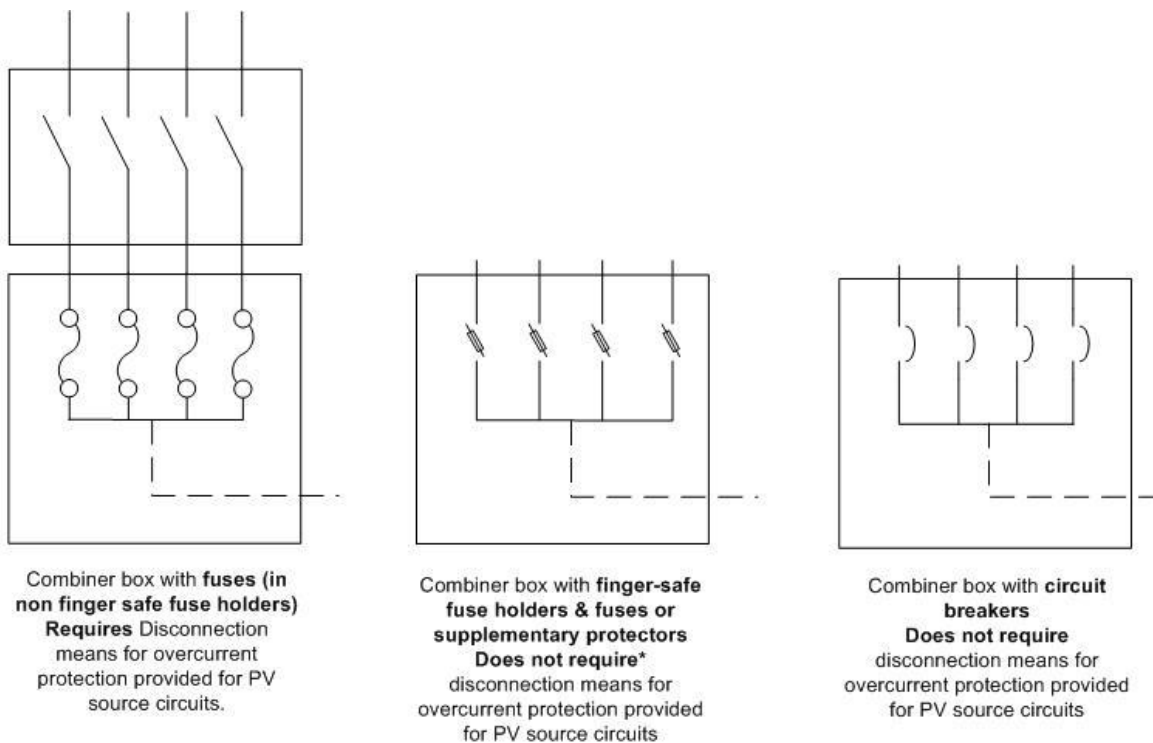 Combiner box with fuses (in
non finger safe fuse holders)
Requires Disconnection
means for overcurrent
protection provided for PV
source circuits.
Combiner box with finger-safe
fuse holders & fuses or
supplementary protectors
Does not require*
disconnection means for
overcurrent protection provided
for PV source circuits
Combiner box with circuit
breakers
Does not require
disconnection means for
overcurrent protection provided
for PV source circuits